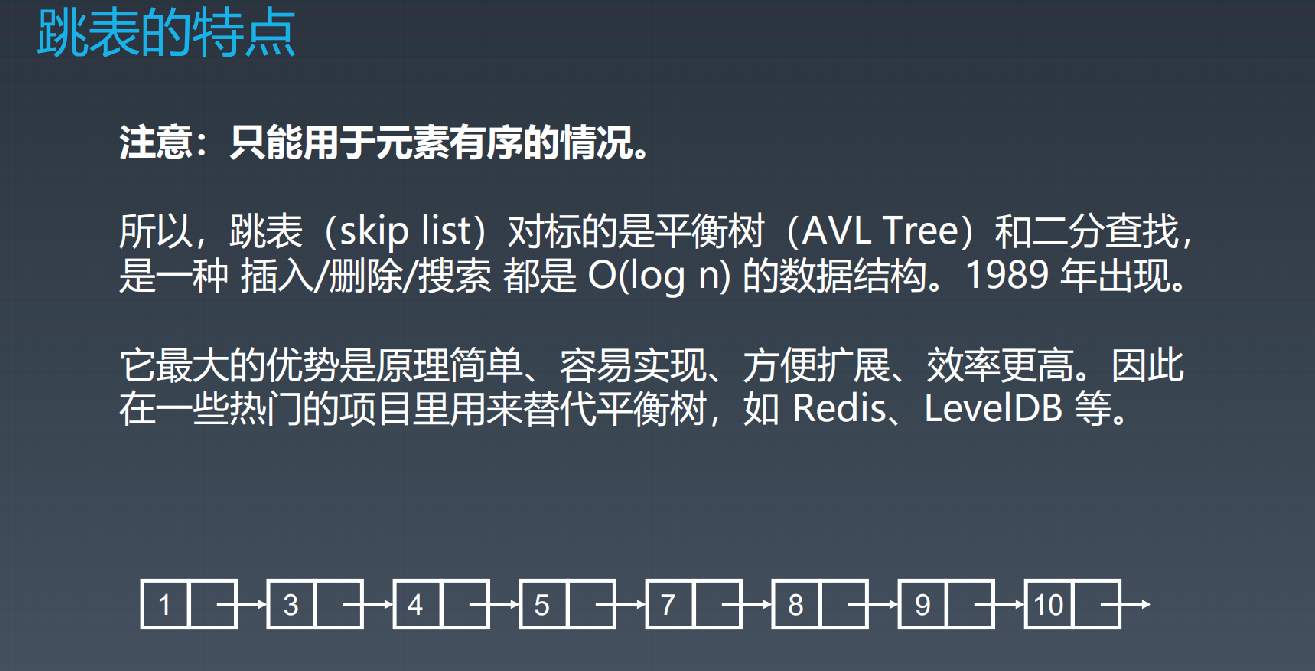 跳表的特点
注意：只能用于元素有序的情况。
所以，跳表（skip list）对标的是平衡树（AVL Tree）和二分查找，
是一种 插入/删除/搜索 都是 O(log n) 的数据结构。1989 年出现。
它最大的优势是原理简单、容易实现、方便扩展、效率更高。因此
在一些热门的项目里用来替代平衡树，如 Redis、LevelDB 等。
1 3 4 5 7 8 9 10